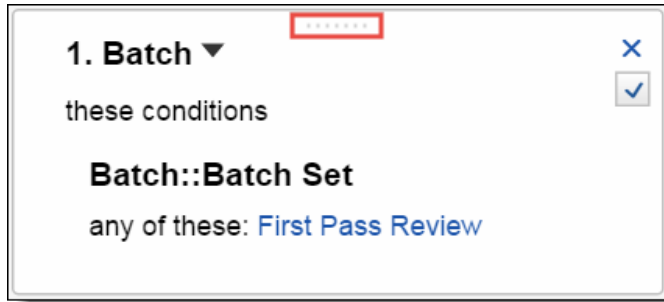 1. Batch
these conditions
Batch::Batch Set
any of these: First Pass Review